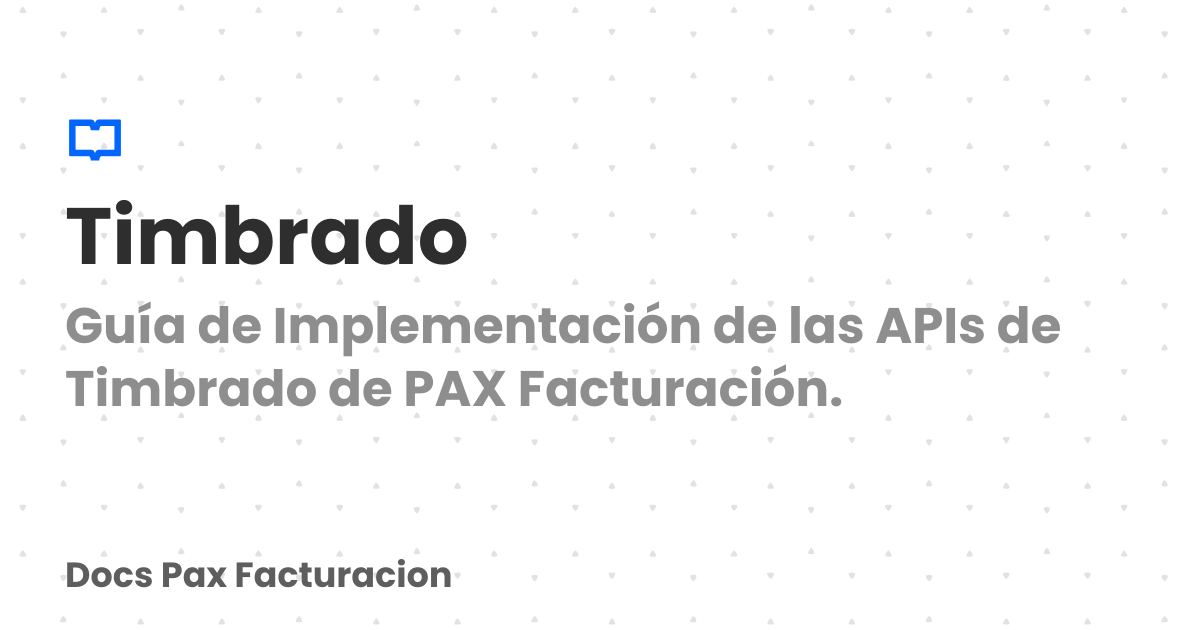 Timbrado
Guía de Implementación de las APIs de
Timbrado de PAX Facturación.
Docs Pax Facturacion